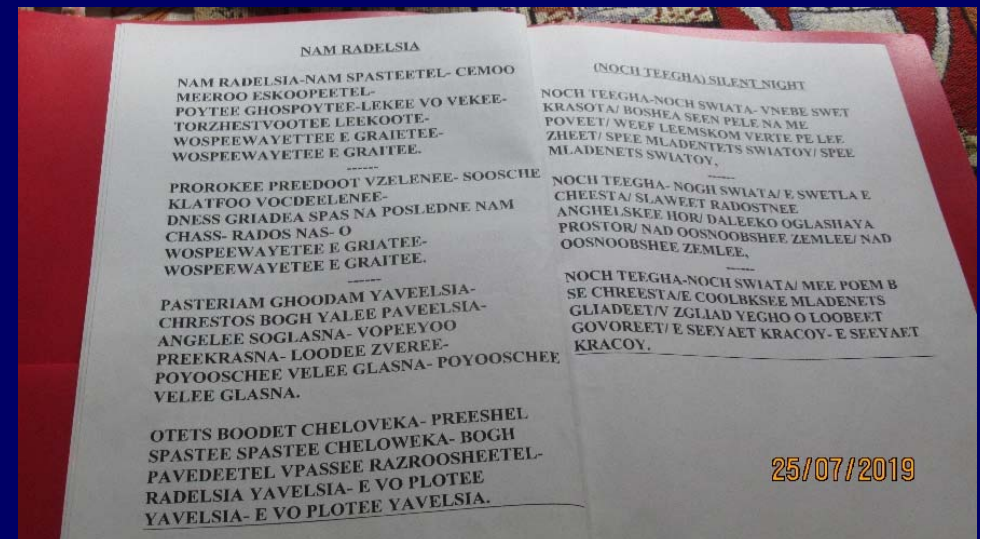 NAM RADELSIA
NAM RADELSIA-NAM SPASTEETEL- CEMOO
MEEROO ESKOOPEETEL-
POYTEE GHOSPOYTEE-LEKEE VO VEKEE-
TORZHESTVOOTEE LEEKOOTE-
WOSPEEWAYETTEE E GRAIETEE-
WOSPEEWAYETEE E GRAITEE.
------
PROROKEE PREEDOOT VZELENEE- SOOSCHE
KLATFOO VOCDEELENEE-
DNESS GRIADEA SPAS NA POSLEDNE NAM
CHASS- RADOS NAS- O
WOSPEEWAYETEE E GRIATEE-
WOSPEEWAYETEE E GRAITEE.
------
PASTERIAM GHOODAM YAVEELSIA-
CHRESTOS BOGH YALEE PAVEELSIA-
ANGELEE SOGLASNA- VOPEEYOO
PREEKRASNA- LOODEE ZVEREE-
POYOOSCHEE VELEE GLASNA- POYOOSCHEE
VELEE GLASNA.
OTETS BOODET CHELOVEKA- PREESHEL
SPASTEE SPASTEE CHELOWEKA- BOGH
PAVEDEETEL VPASSEE RAZROOSHEETEL-
RADELSIA YAVELSIA- E VO PLOTEE
YAVELSIA- E VO PLOTEE YAVELSIA.
(NOCH TEEGHA) SILENT NIGHT
NOCH TEEGHA-NOCH SWIATA- VNEBE SWET
KRASOTA/ BOSHEA SEEN PELE NA ME
POVEET/ WEEF LEEMSKOM VERTE PE LEE
ZHEET/ SPEE MLADENTETS SWIATOY/ SPEE
MLADENETS SWIATOY,
------
NOCH TEEGHA- NOGH SWIATA/ E SWETLA E
CHEESTA/ SLAWEET RADOSTNEE
ANGHELSKEE HOR/ DALEEKO OGLASHAYA
PROSTOR/ NAD OOSNOOBSHEE ZEMLEE/ NAD
OOSNOOBSHEE ZEMLEE,
------
NOCH TEEGHA-NOCH SWIATA/ MEE POEM B
SE CHREESTA/E COOLBKSEE MLADENETS
GLIADEET/V ZGLIAD YEGHO O LOOBEET
GOVOREET/ E SEEYAET KRACOY- E SEEYAET
KRACOY.
25/07/2019